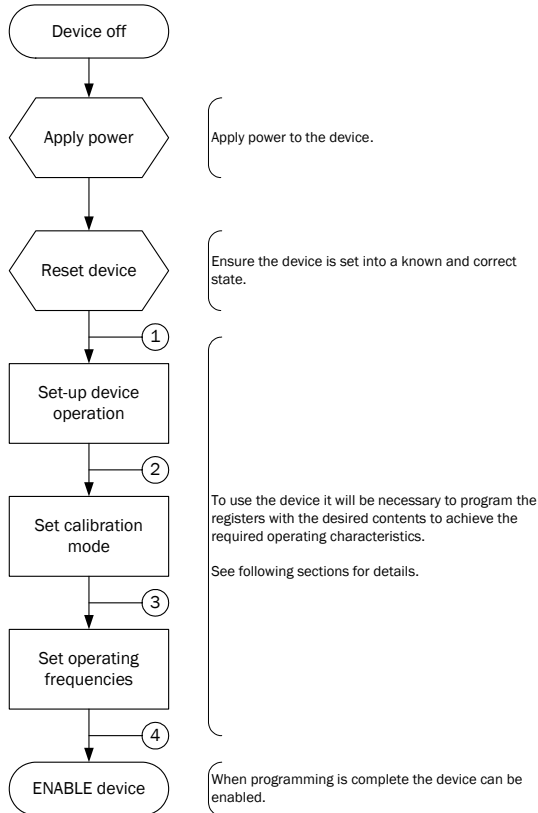 Device off
Apply power
Apply power to the device.
Reset device
Ensure the device is set into a known and correct
state.
1
Set-up device
operation
2
Set calibration
mode
To use the device it will be necessary to program the
registers with the desired contents to achieve the
required operating characteristics.
See following sections for details.
3
Set operating
frequencies
4
ENABLE device
When programming is complete the device can be
enabled.